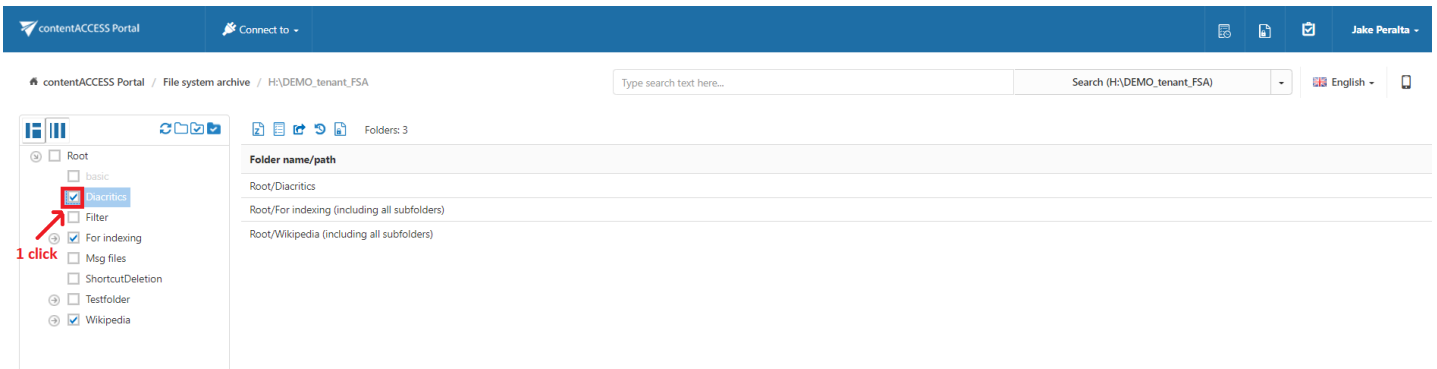 contentACCESS Portal
Connect to
Jake Peralta
contentACCESS Portal / File system archive / H:\DEMO_tenant_FSA
Type search text here...
Search (H:\DEMO_tenant_FSA)
English
Folders: 3
Root
basic
Diacritics
Filter
For indexing
Msg files
ShortcutDeletion
Testfolder
Wikipedia
1 click
Folder name/path
Root/Diacritics
Root/For indexing (including all subfolders)
Root/Wikipedia (including all subfolders)